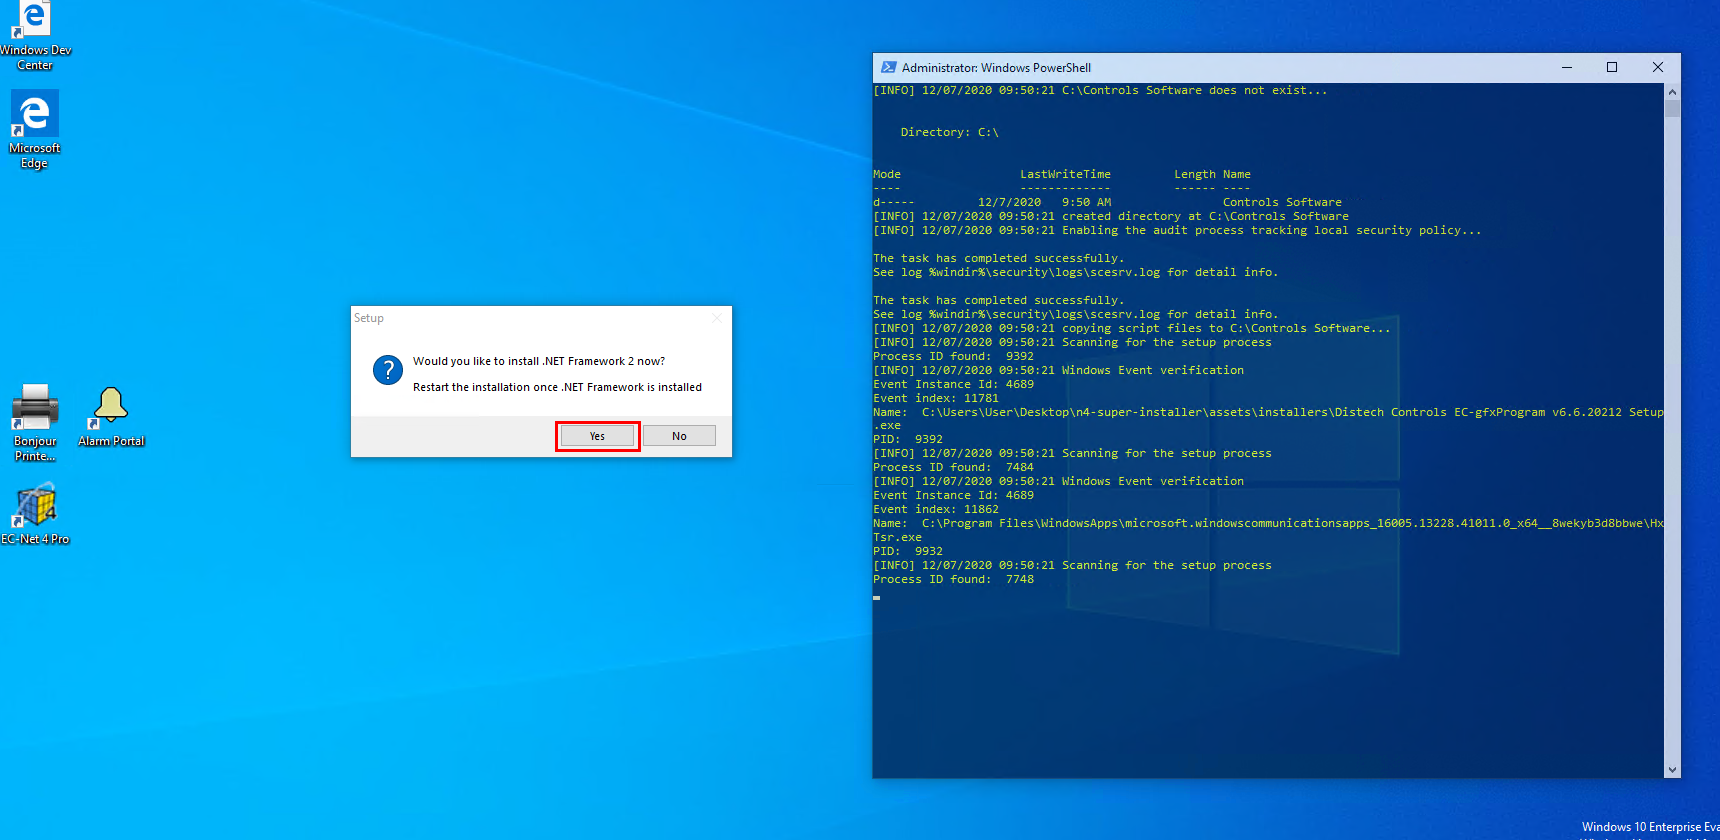 Windows Dev
Center
Microsoft
Edge
Bonjour
Printe...
Alarm Portal
EC-Net 4 Pro
Setup
Would you like to install .NET Framework 2 now?
Restart the installation once .NET Framework is installed
Yes
No
Administrator: Windows PowerShell
[INFO] 12/07/2020 09:50:21 C:\Controls Software does not exist...
Directory: C:\
Mode LastWriteTime Length Name
---- ------------- ------ ----
d----- 12/7/2020 9:50 AM Controls Software
[INFO] 12/07/2020 09:50:21 created directory at C:\Controls Software
[INFO] 12/07/2020 09:50:21 Enabling the audit process tracking local security policy...
The task has completed successfully.
See log %windir%\security\logs\scesrv.log for detail info.
The task has completed successfully.
See log %windir%\security\logs\scesrv.log for detail info.
[INFO] 12/07/2020 09:50:21 copying script files to C:\Controls Software...
[INFO] 12/07/2020 09:50:21 Scanning for the setup process
Process ID found:  9392
[INFO] 12/07/2020 09:50:21 Windows Event verification
Event Instance Id: 4689
Event index: 11781
Name:  C:\Users\User\Desktop\n4-super-installer\assets\installers\Distech Controls EC-gfxProgram v6.6.20212 Setup
.exe
PID:  9392
[INFO] 12/07/2020 09:50:21 Scanning for the setup process
Process ID found:  7484
[INFO] 12/07/2020 09:50:21 Windows Event verification
Event Instance Id: 4689
Event index: 11862
Name:  C:\Program Files\WindowsApps\microsoft.windowscommunicationsapps_16005.13228.41011.0_x64__8wekyb3d8bbwe\Hx
Tsr.exe
PID:  9932
[INFO] 12/07/2020 09:50:21 Scanning for the setup process
Process ID found:  7748
Windows 10 Enterprise Eva